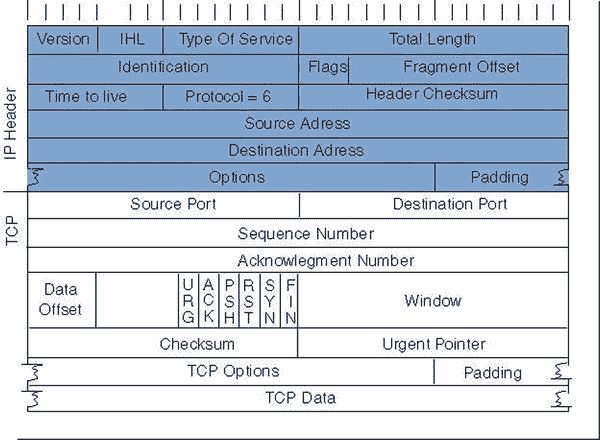 Version IHL Type Of Service Total Length
Identification Flags Fragment Offset
Time to live Protocol = 6 Header Checksum
Source Adress
Destination Adress
Options Padding
IP Header
Source Port Destination Port
Sequence Number
Acknowlegment Number
Data Offset URG ACK PSH RST SYN FIN Window
Checksum Urgent Pointer
TCP Options Padding
TCP Data
TCP